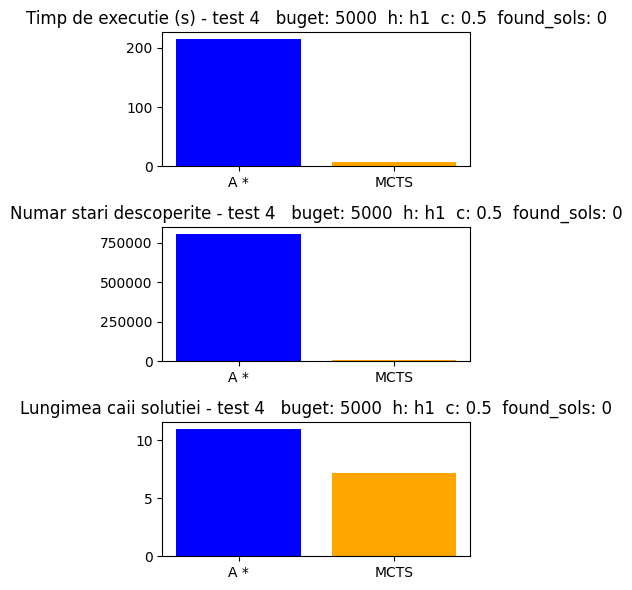 Timp de executie (s) - test 4   buget: 5000  h: h1  c: 0.5  found_sols: 0
200
100
0
A *
MCTS
Numar stari descoperite - test 4   buget: 5000  h: h1  c: 0.5  found_sols: 0
750000
500000
250000
0
A *
MCTS
Lungimea caii solutiei - test 4   buget: 5000  h: h1  c: 0.5  found_sols: 0
10
5
0
A *
MCTS